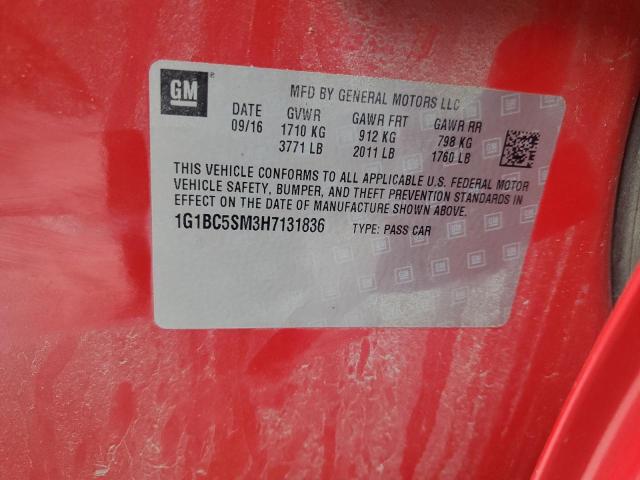 GM ®
MFD BY GENERAL MOTORS LLC
DATE GVWR GAWR FRT GAWR RR
09/16 1710 KG 912 KG 798 KG
3771 LB 2011 LB 1760 LB
THIS VEHICLE CONFORMS TO ALL APPLICABLE U.S. FEDERAL MOTOR
VEHICLE SAFETY, BUMPER, AND THEFT PREVENTION STANDARDS IN
EFFECT ON THE DATE OF MANUFACTURE SHOWN ABOVE.
1G1BC5SM3H7131836 TYPE: PASS CAR